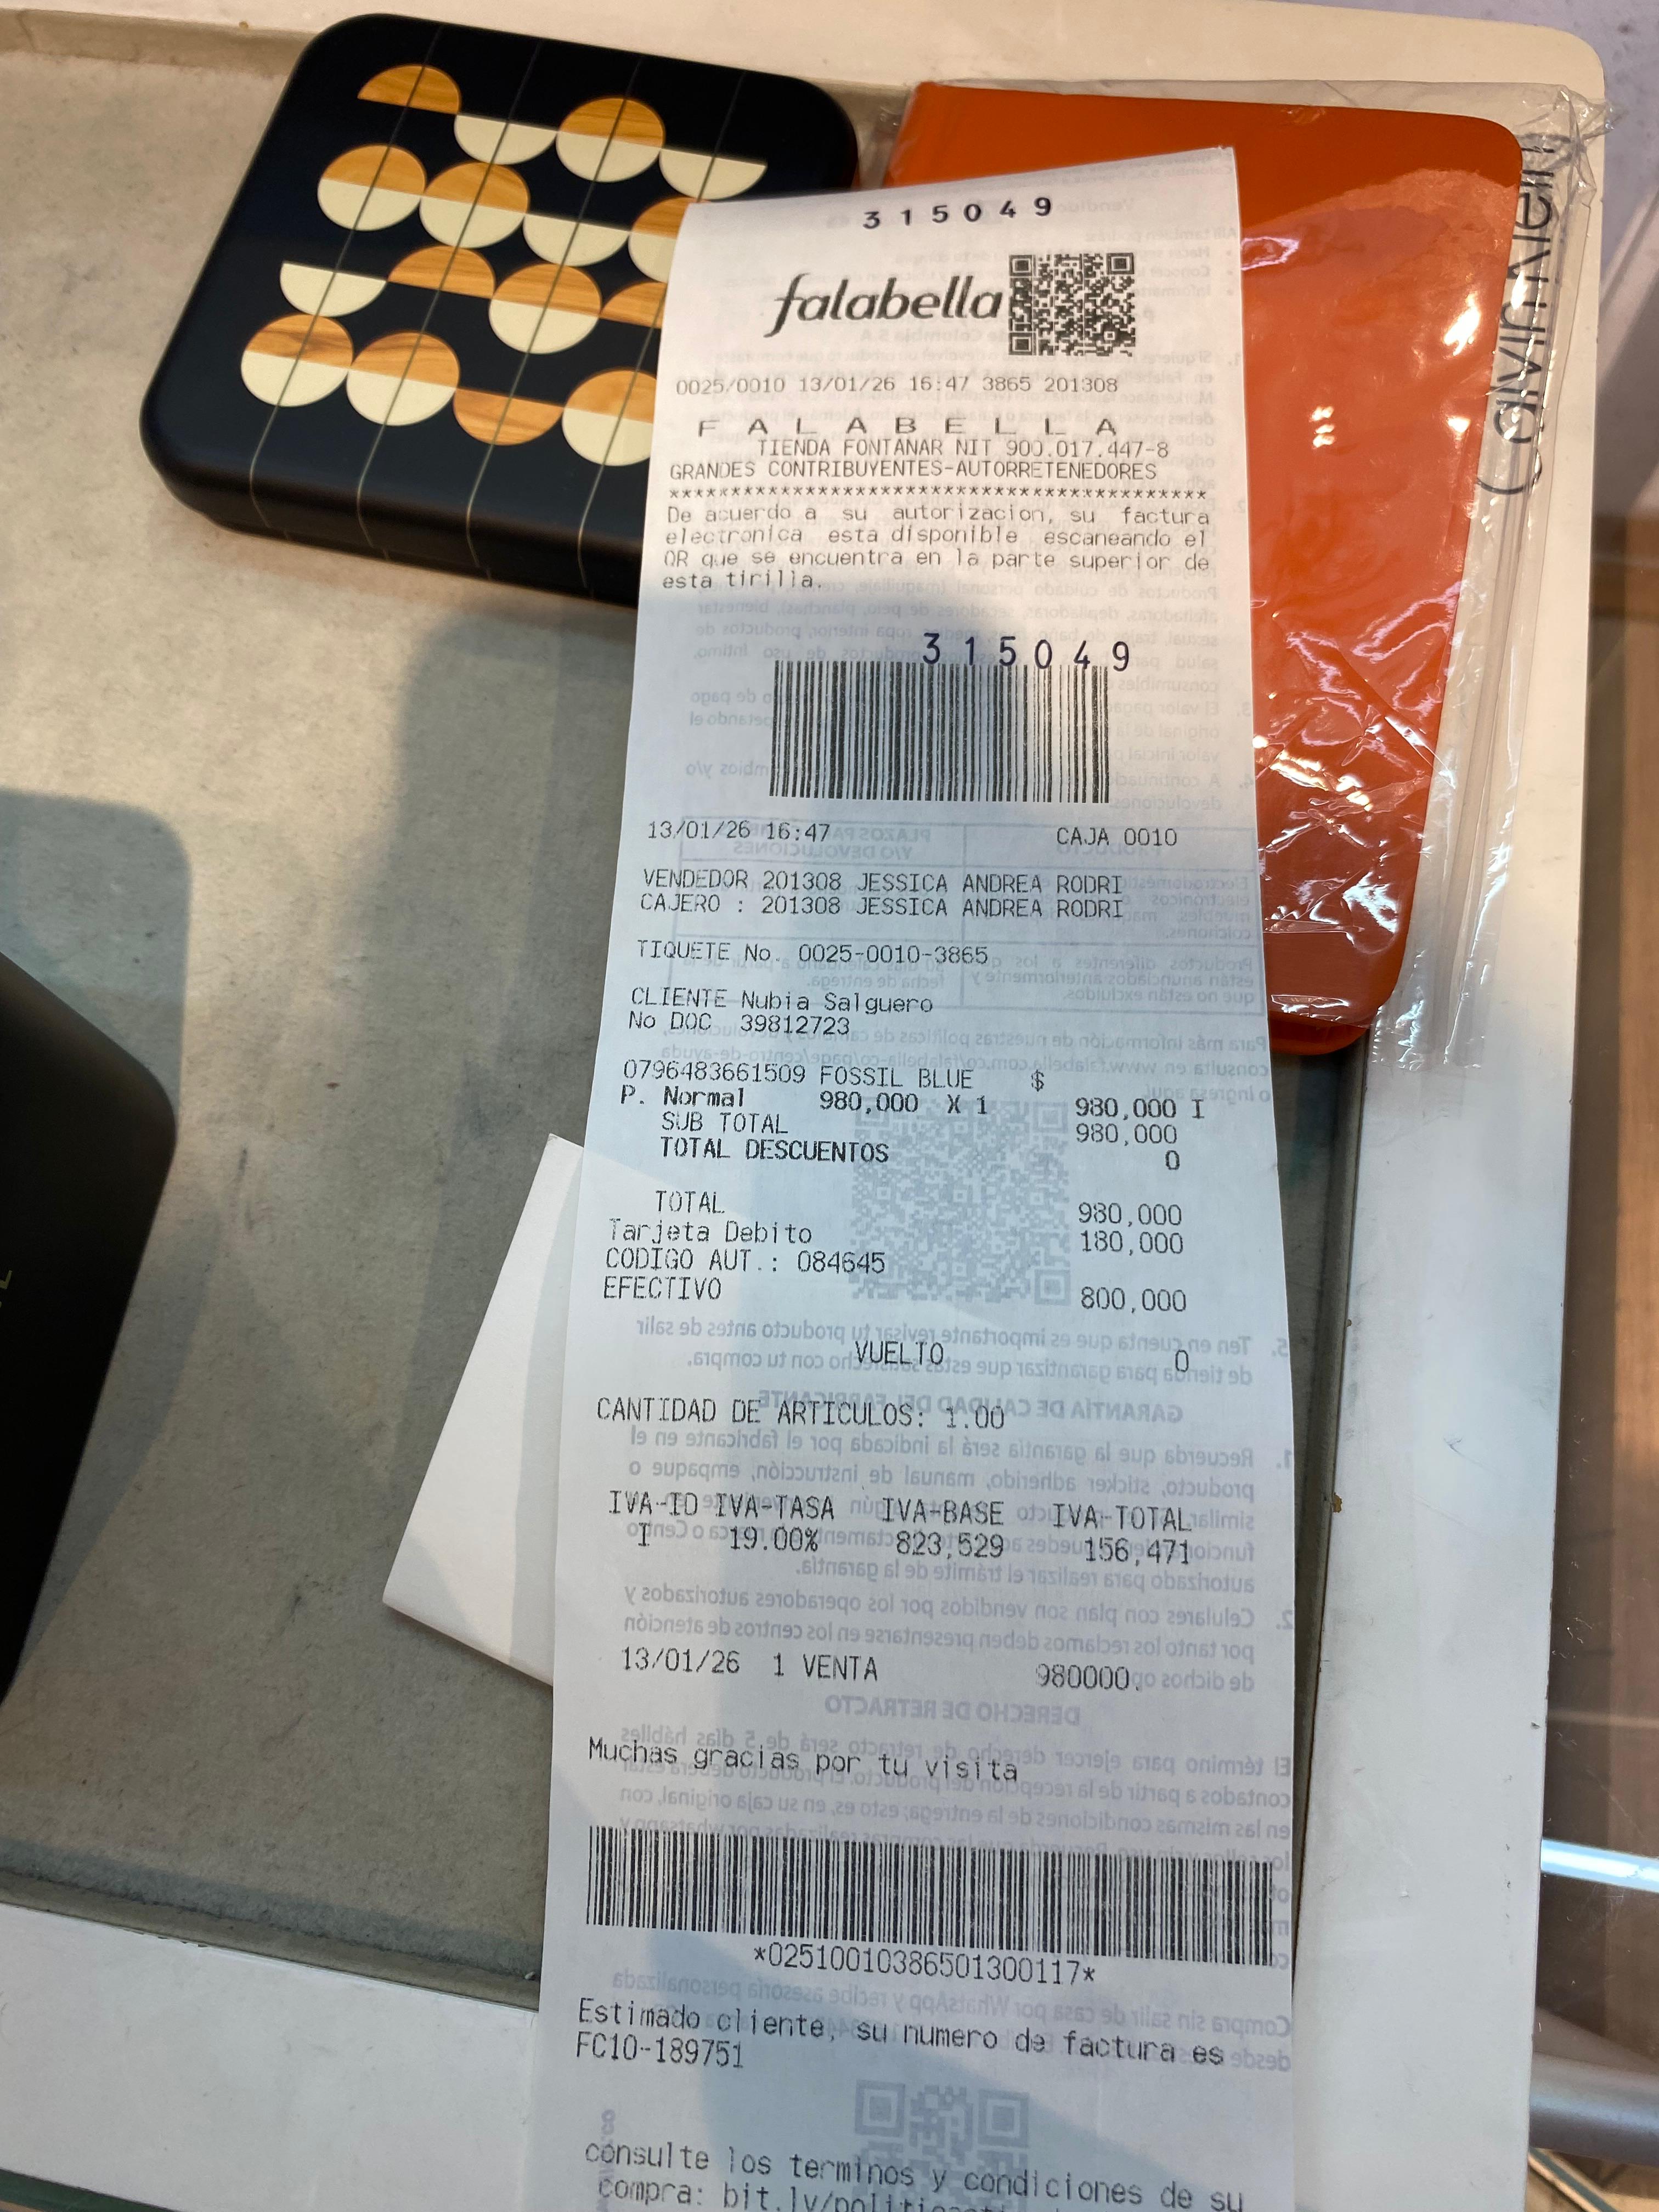 315049
falabella
0025/0010 13/01/26 16:47 3865 201308
FALABELLA
TIENDA FONTANAR NIT 900.017.447-8
GRANDES CONTRIBUYENTES-AUTORRETENEDORES
******************************************
De acuerdo a su autorizacion, su factura
electronica esta disponible escaneando el
QR que se encuentra en la parte superior de
esta tirilla.
315049
13/01/26 16:47 CAJA 0010
VENDEDOR 201308 JESSICA ANDREA RODRI
CAJERO : 201308 JESSICA ANDREA RODRI
TIQUETE No. 0025-0010-3865
CLIENTE Nubia Salguero
No DOC 39812723
0796483661509 FOSSIL BLUE $
P. Normal 980,000 X 1 980,000 I
SUB TOTAL 980,000
TOTAL DESCUENTOS 0
TOTAL 980,000
Tarjeta Debito 180,000
CODIGO AUT.: 084645
EFECTIVO 800,000
VUELTO 0
CANTIDAD DE ARTICULOS: 1.00
IVA-ID IVA-TASA IVA-BASE IVA-TOTAL
I 19.00% 823,529 156,471
13/01/26 1 VENTA 980000.
Muchas gracias por tu visita
*02510010386501300117*
Estimado cliente, su numero de factura es
FC10-189751
consulte los terminos y condiciones de su
compra:
Calvin Klein